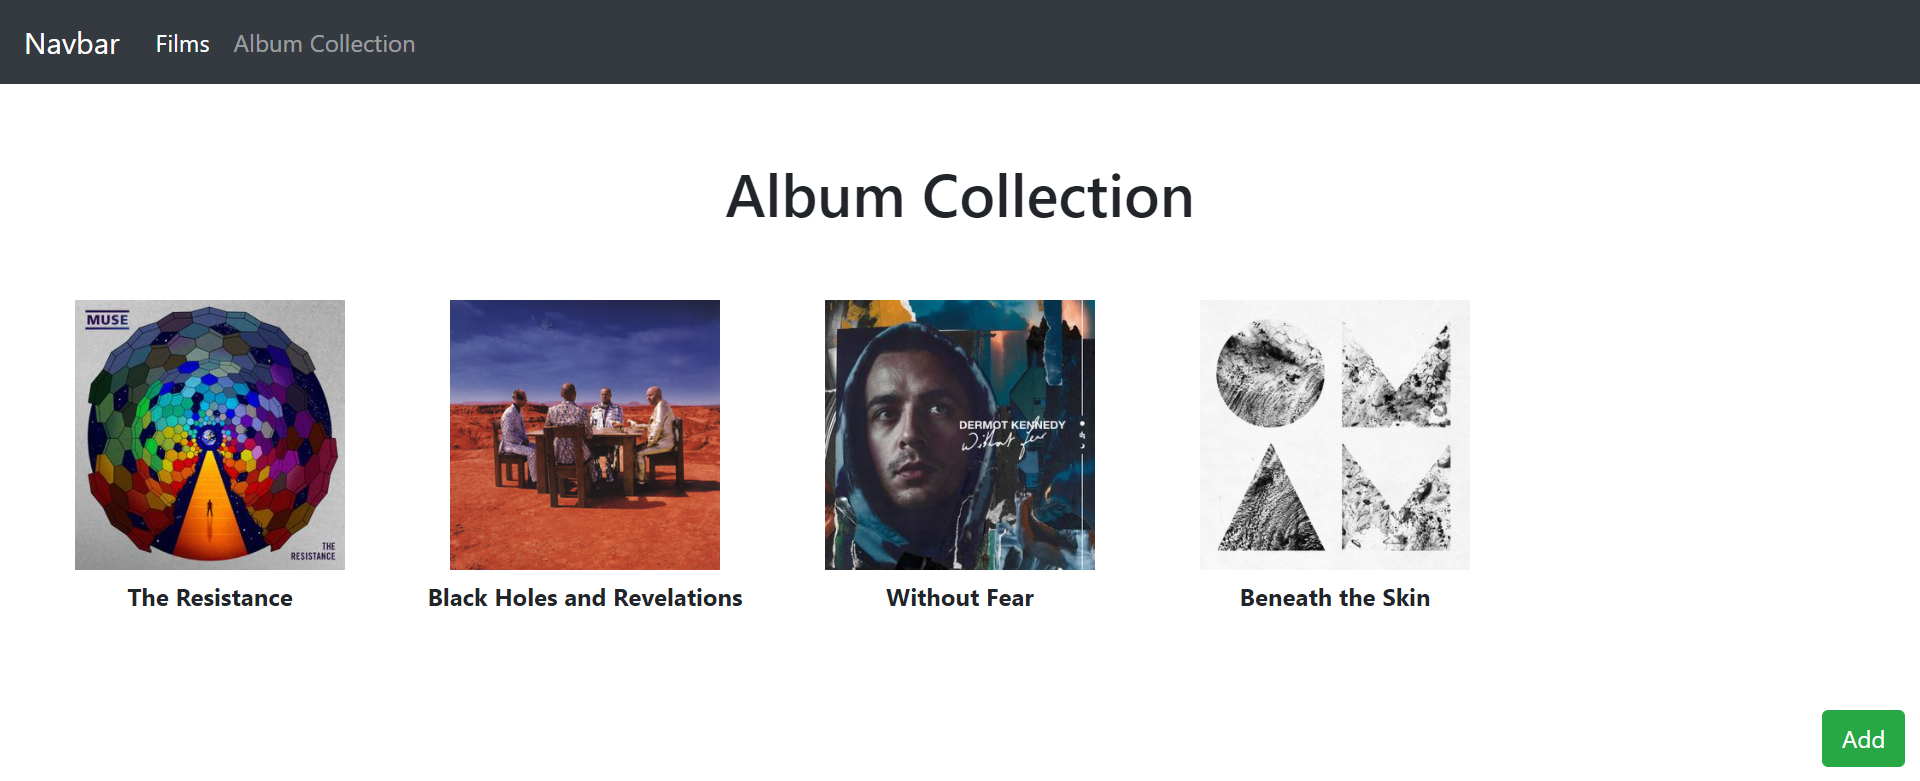 Navbar Films Album Collection
Album Collection
MUSE
THE
RESISTANCE
DERMOT KENNEDY
Without fear
The Resistance
Black Holes and Revelations
Without Fear
Beneath the Skin
Add